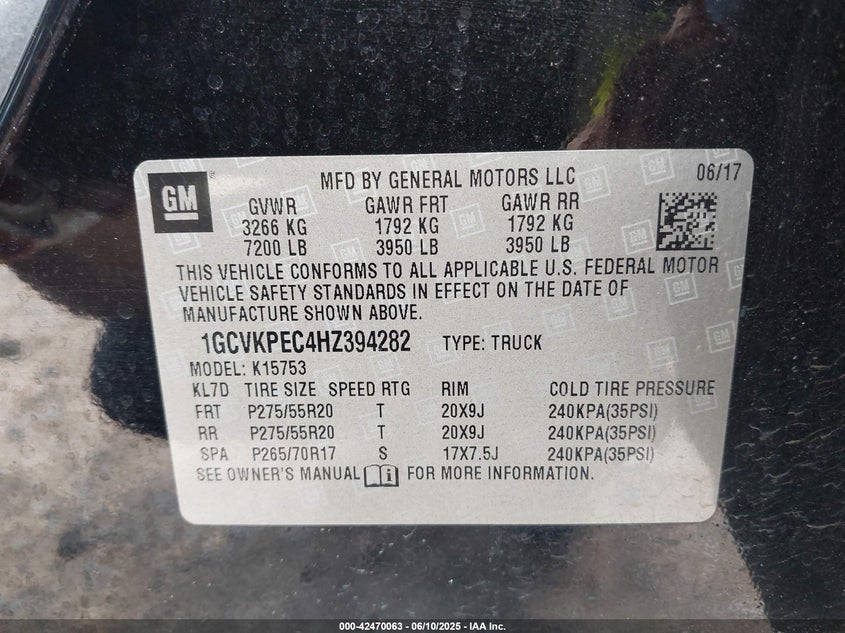 GM
MFD BY GENERAL MOTORS LLC 06/17
GVWR GAWR FRT GAWR RR
3266 KG 1792 KG 1792 KG
7200 LB 3950 LB 3950 LB
THIS VEHICLE CONFORMS TO ALL APPLICABLE U.S. FEDERAL MOTOR
VEHICLE SAFETY STANDARDS IN EFFECT ON THE DATE OF
MANUFACTURE SHOWN ABOVE.
1GCVKPEC4HZ394282 TYPE: TRUCK
MODEL: K15753
KL7D TIRE SIZE SPEED RTG RIM COLD TIRE PRESSURE
FRT P275/55R20 T 20X9J 240KPA(35PSI)
RR P275/55R20 T 20X9J 240KPA(35PSI)
SPA P265/70R17 S 17X7.5J 240KPA(35PSI)
SEE OWNER'S MANUAL FOR MORE INFORMATION.
000-42470063 - 06/10/2025 - IAA Inc.